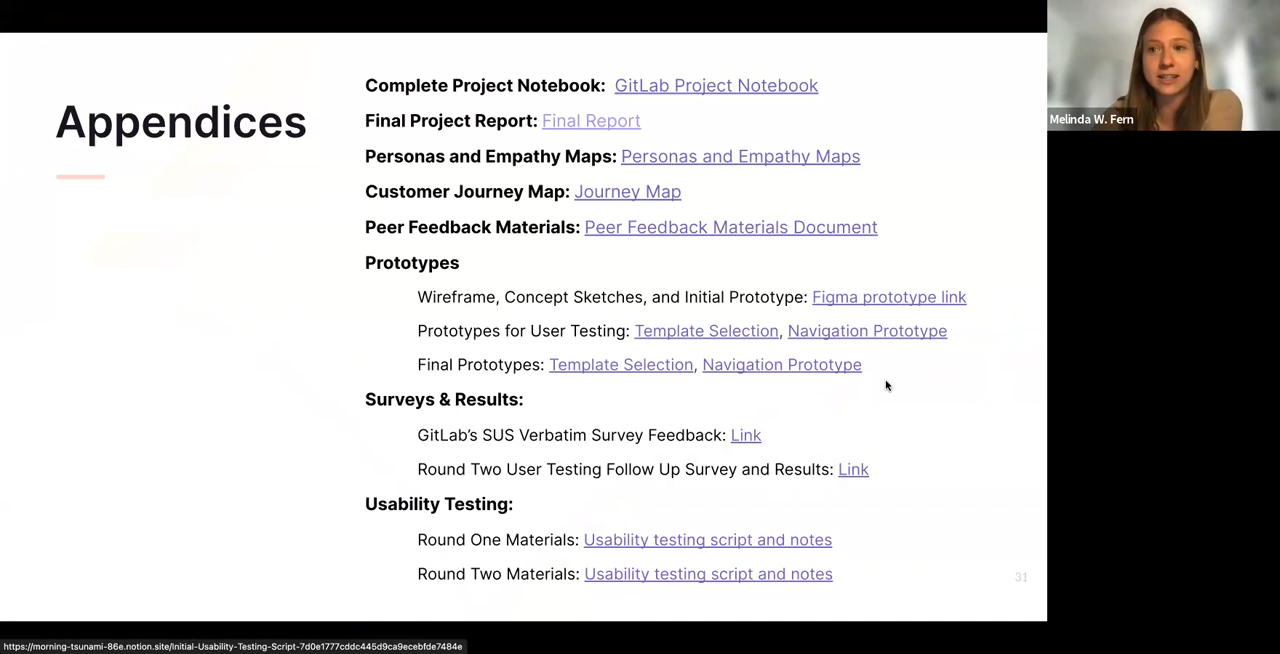 Appendices
Complete Project Notebook: GitLab Project Notebook
Final Project Report: Final Report
Personas and Empathy Maps: Personas and Empathy Maps
Customer Journey Map: Journey Map
Peer Feedback Materials: Peer Feedback Materials Document
Prototypes
Wireframe, Concept Sketches, and Initial Prototype: Figma prototype link
Prototypes for User Testing: Template Selection, Navigation Prototype
Final Prototypes: Template Selection, Navigation Prototype
Surveys & Results:
GitLab’s SUS Verbatim Survey Feedback: Link
Round Two User Testing Follow Up Survey and Results: Link
Usability Testing:
Round One Materials: Usability testing script and notes
Round Two Materials: Usability testing script and notes
31
Melinda W. Fern
https://morning-tsunami-86e.notion.site/Initial-Usability-Testing-Script-7d0e1777cddc445d9ca9ecebfde7484e